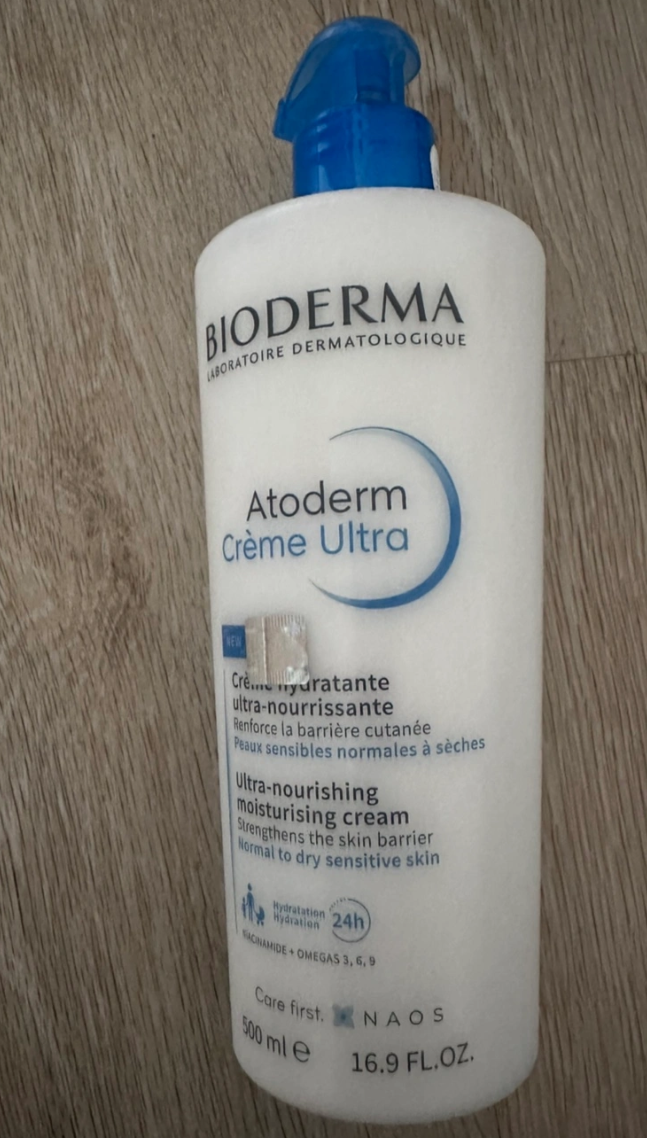 BIODERMA
LABORATOIRE DERMATOLOGIQUE
Atoderm
Crème Ultra
NEW
Crème hydratante
ultra-nourrissante
Renforce la barrière cutanée
Peaux sensibles normales à sèches
Ultra-nourishing
moisturising cream
Strengthens the skin barrier
Normal to dry sensitive skin
Hydratation
Hydration
24h
NIACINAMIDE + OMEGAS 3, 6, 9
Care first. NAOS
500 ml e 16.9 FL.OZ.